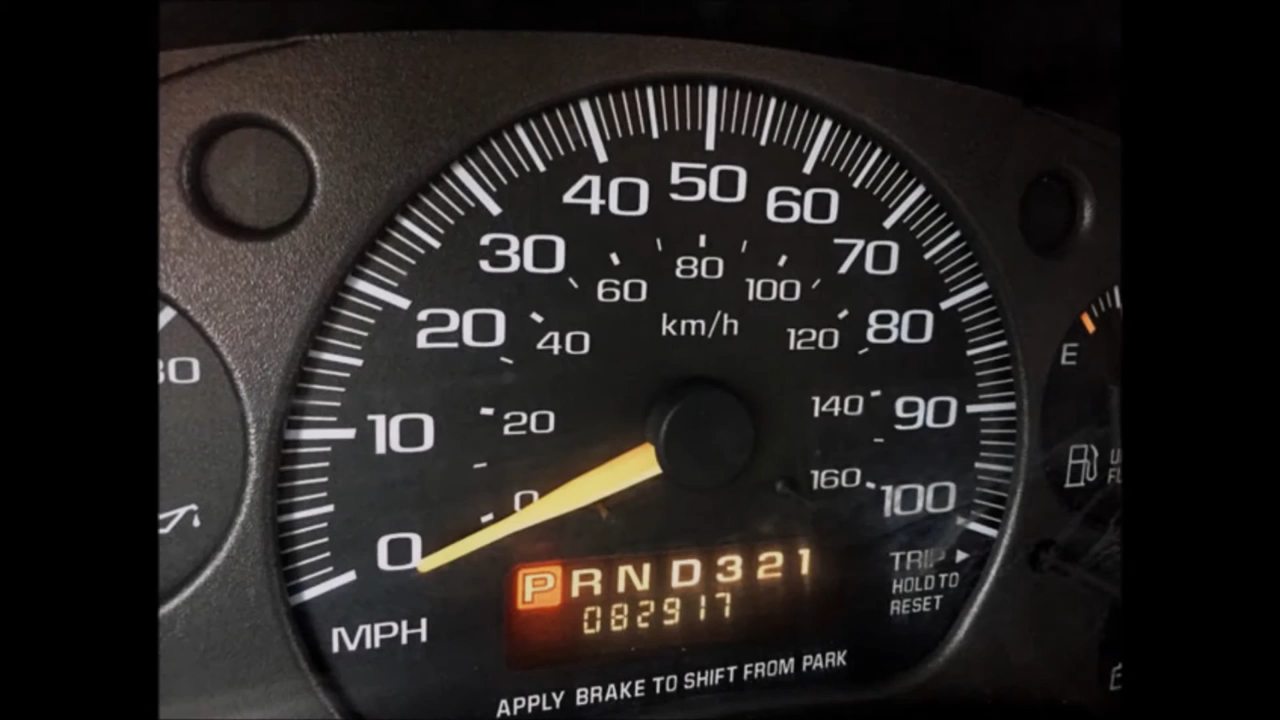 40 50 60
30 70
60 80 100
km/h
20 40 120 80
10 20 140 90
0 160 100
0
MPH
P R N D 3 2 1
082917
TRIP
HOLD TO
RESET
APPLY BRAKE TO SHIFT FROM PARK
E